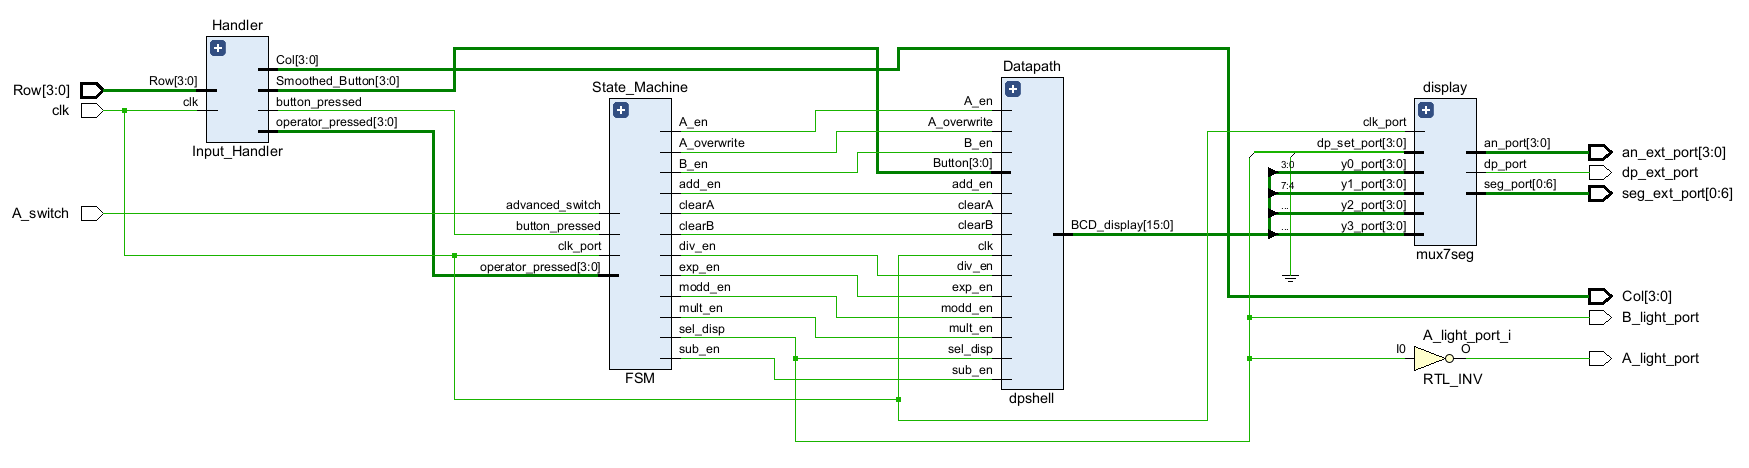 Handler
Row[3:0]
clk
Row[3:0]
clk
Col[3:0]
Smoothed_Button[3:0]
button_pressed
operator_pressed[3:0]
Input_Handler
A_switch
State_Machine
advanced_switch
button_pressed
clk_port
operator_pressed[3:0]
A_en
A_overwrite
B_en
add_en
clearA
clearB
div_en
exp_en
modd_en
mult_en
sel_disp
sub_en
FSM
Datapath
A_en
A_overwrite
B_en
Button[3:0]
add_en
clearA
clearB
clk
div_en
exp_en
modd_en
mult_en
sel_disp
sub_en
BCD_display[15:0]
dpshell
display
clk_port
dp_set_port[3:0]
3:0
y0_port[3:0]
7:4
y1_port[3:0]
...
y2_port[3:0]
...
y3_port[3:0]
an_port[3:0]
dp_port
seg_port[0:6]
mux7seg
an_ext_port[3:0]
dp_ext_port
seg_ext_port[0:6]
Col[3:0]
B_light_port
A_light_port_i
I0
O
A_light_port
RTL_INV